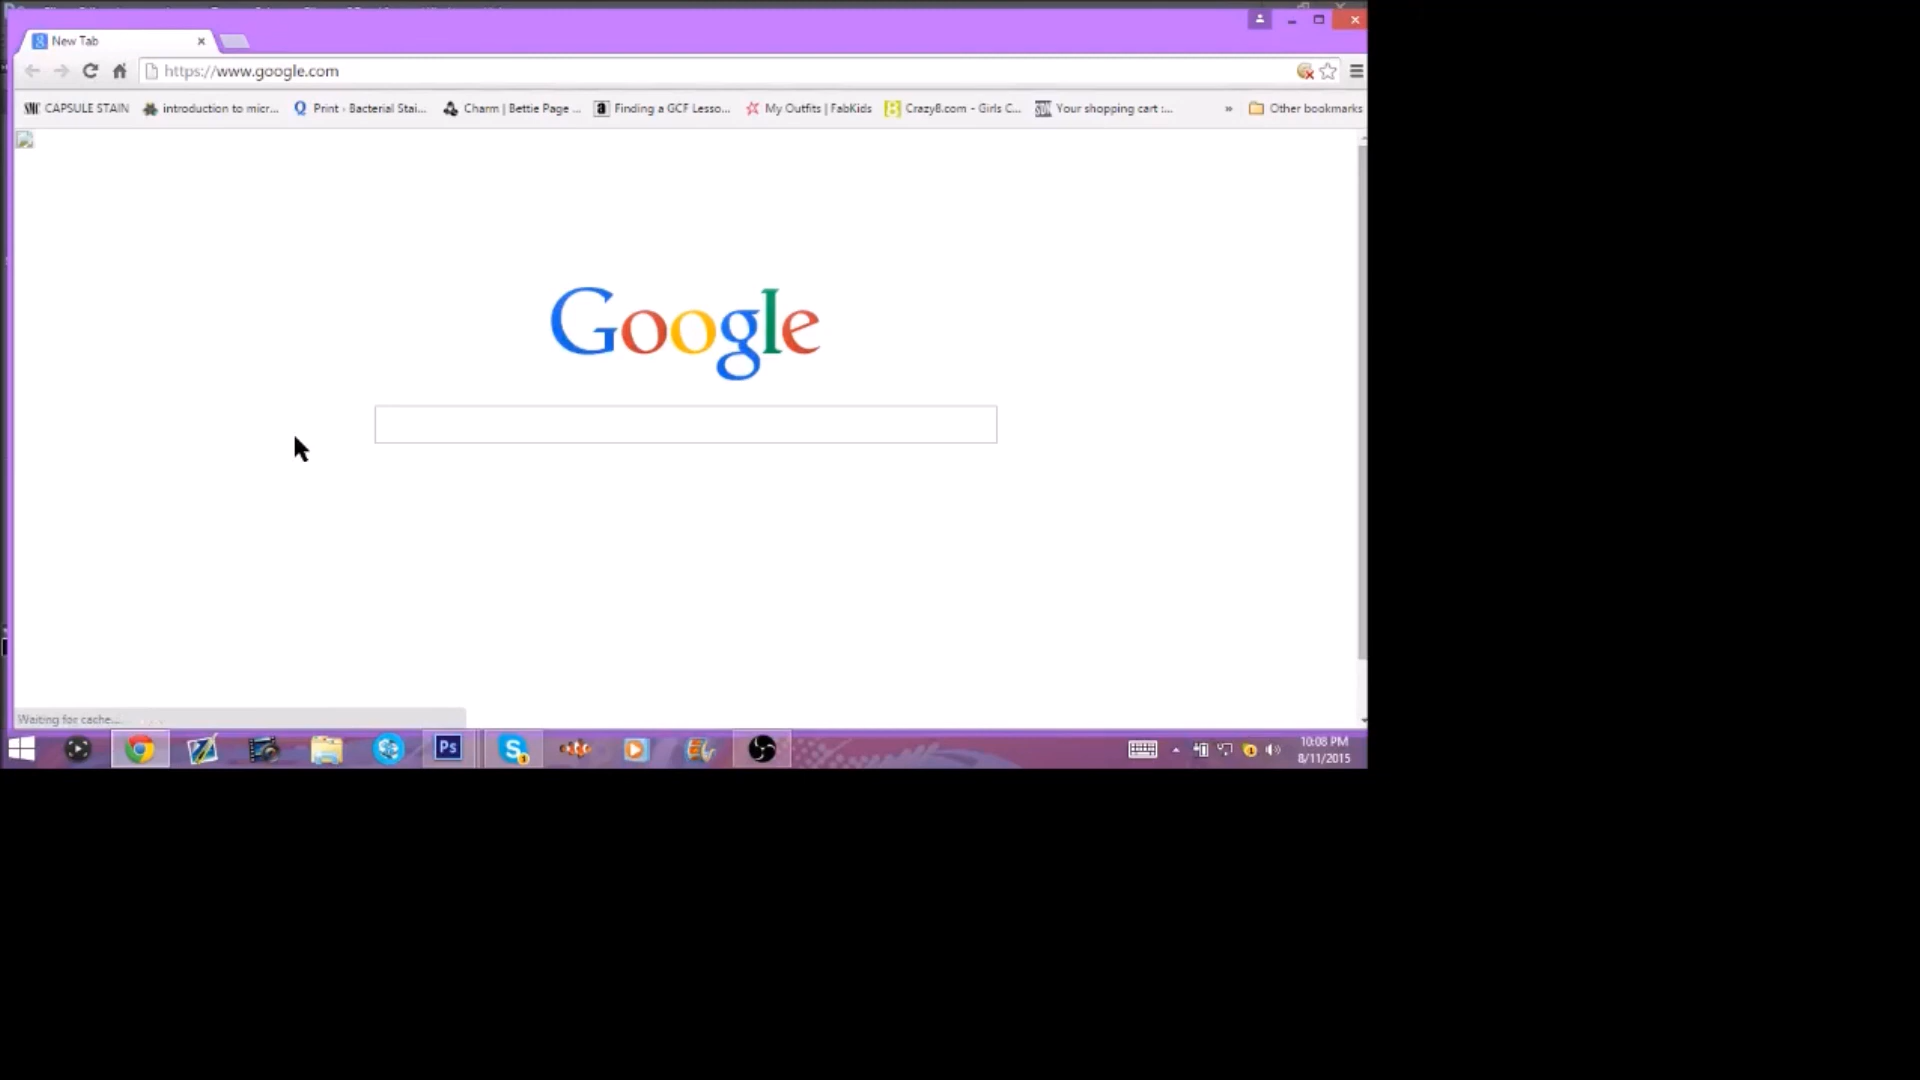 New Tab
https://www.google.com
CAPSULE STAIN introduction to micr... Print › Bacterial Stai... Charm | Bettie Page ... Finding a GCF Lesso... My Outfits | FabKids Crazy8.com - Girls C... Your shopping cart :... » Other bookmarks
Google
Waiting for cache...
Ps
10:08 PM
8/11/2015